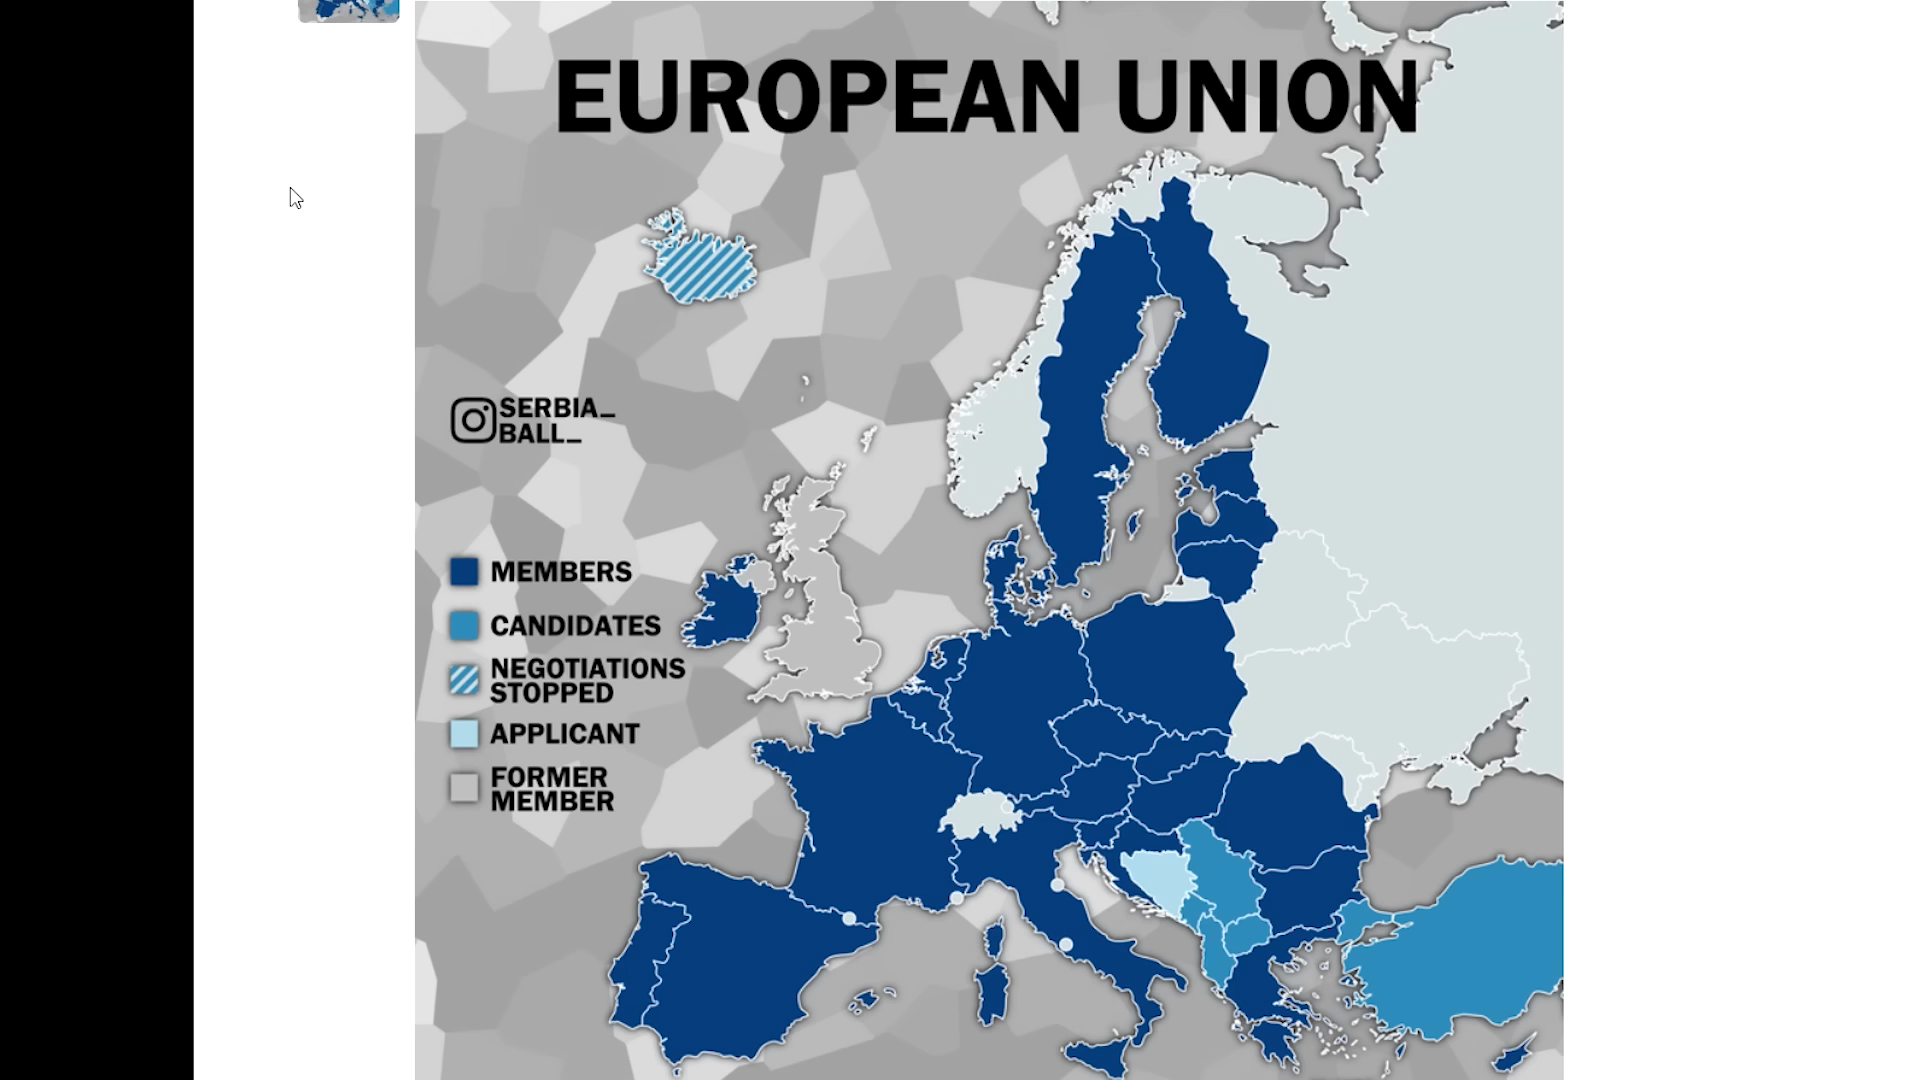 EUROPEAN UNION
SERBIA_
BALL_
MEMBERS
CANDIDATES
NEGOTIATIONS
STOPPED
APPLICANT
FORMER
MEMBER